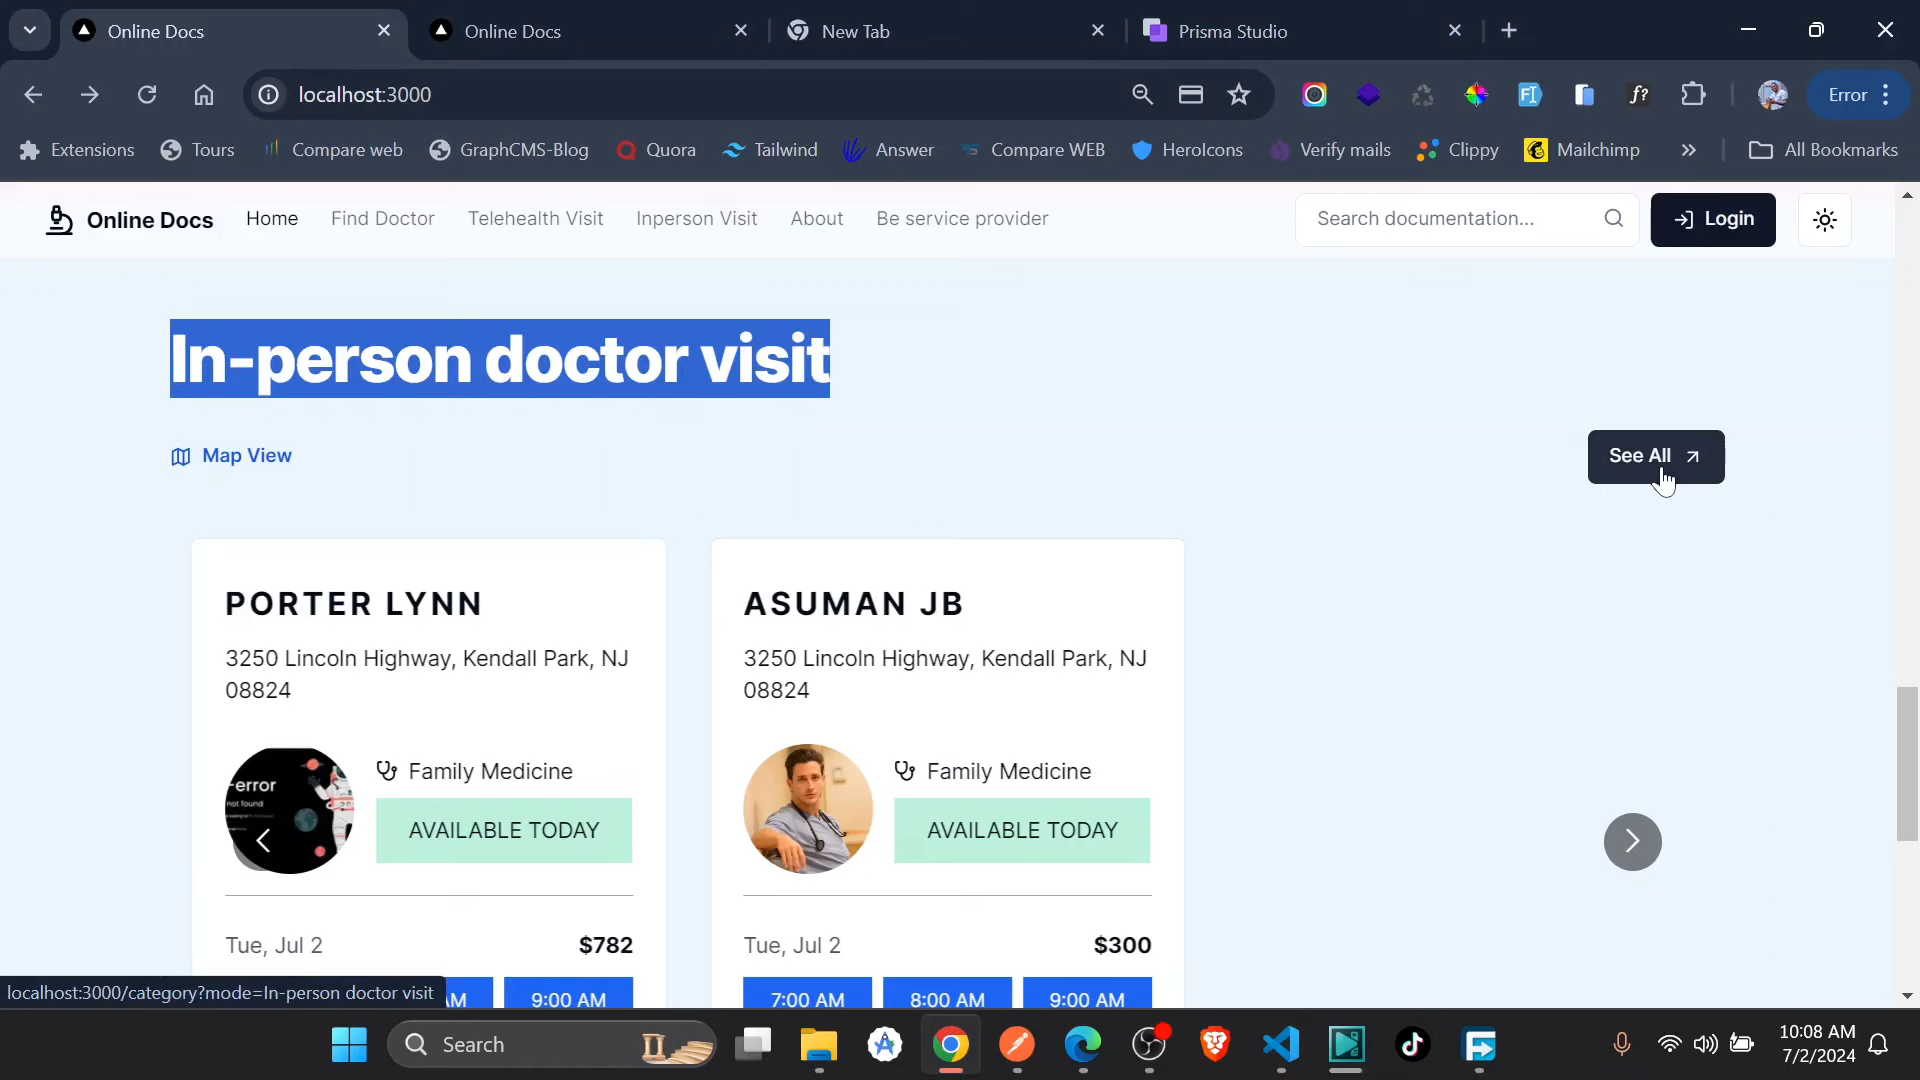 Online Docs
Online Docs
New Tab
Prisma Studio
localhost:3000
Error
Extensions
Tours
Compare web
GraphCMS-Blog
Quora
Tailwind
Answer
Compare WEB
HeroIcons
Verify mails
Clippy
Mailchimp
All Bookmarks
Online Docs
Home
Find Doctor
Telehealth Visit
Inperson Visit
About
Be service provider
Search documentation...
Login
In-person doctor visit
Map View
See All
PORTER LYNN
3250 Lincoln Highway, Kendall Park, NJ
08824
-error
not found
Family Medicine
AVAILABLE TODAY
Tue, Jul 2
$782
AM
9:00 AM
ASUMAN JB
3250 Lincoln Highway, Kendall Park, NJ
08824
Family Medicine
AVAILABLE TODAY
Tue, Jul 2
$300
7:00 AM
8:00 AM
9:00 AM
localhost:3000/category?mode=In-person doctor visit
Search
10:08 AM
7/2/2024